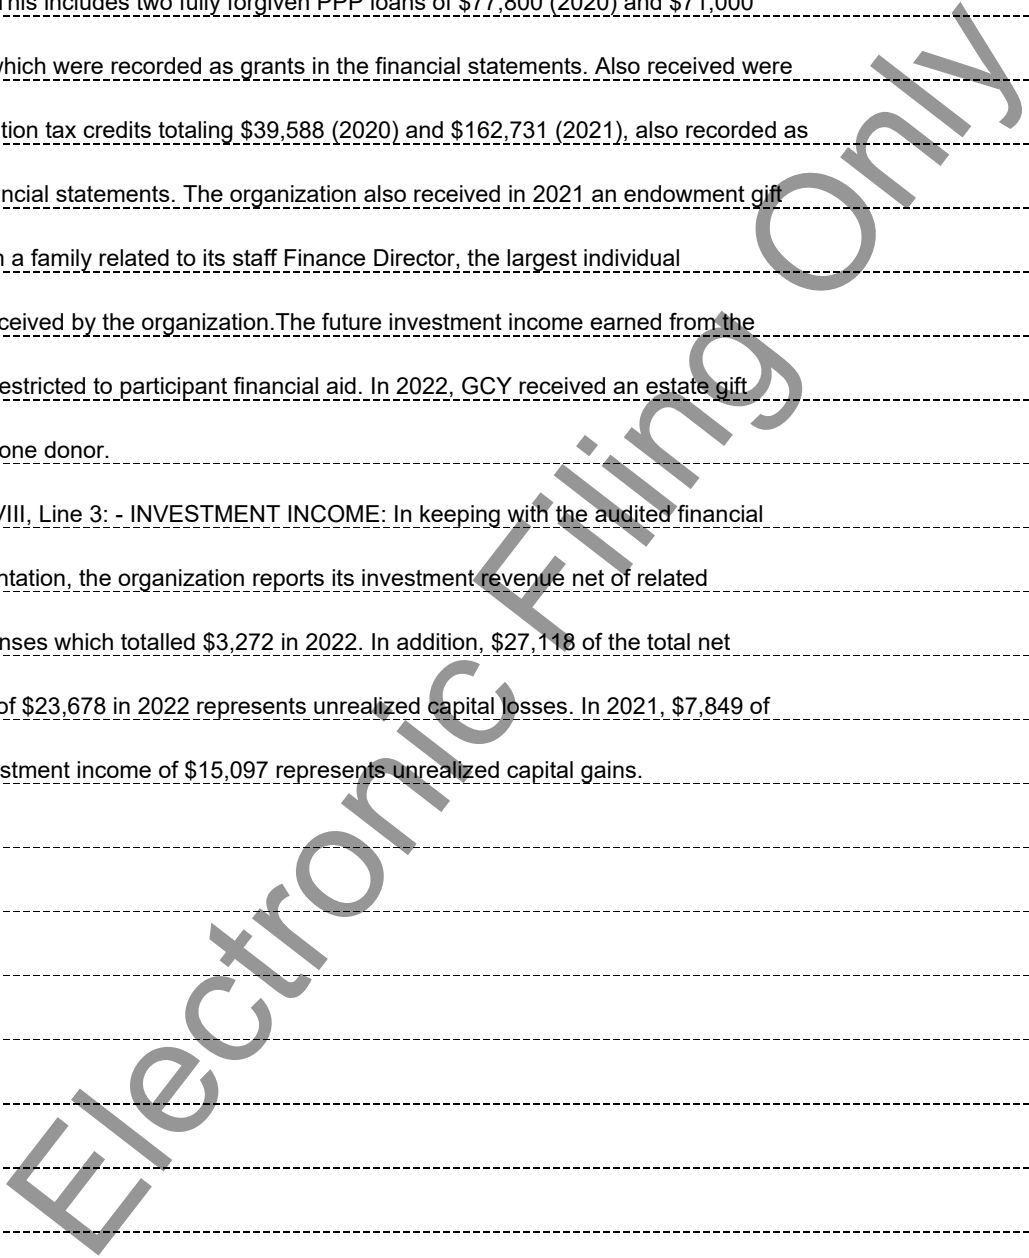 This includes two fully forgiven PPP loans of $77,800 (2020) and $71,000
which were recorded as grants in the financial statements. Also received were
tion tax credits totaling $39,588 (2020) and $162,731 (2021), also recorded as
ncial statements. The organization also received in 2021 an endowment gift
a family related to its staff Finance Director, the largest individual
ceived by the organization.The future investment income earned from the
estricted to participant financial aid. In 2022, GCY received an estate gift
one donor.
VIII, Line 3: - INVESTMENT INCOME: In keeping with the audited financial
ntation, the organization reports its investment revenue net of related
nses which totalled $3,272 in 2022. In addition, $27,118 of the total net
of $23,678 in 2022 represents unrealized capital losses. In 2021, $7,849 of
stment income of $15,097 represents unrealized capital gains.
Electronic Filing Only